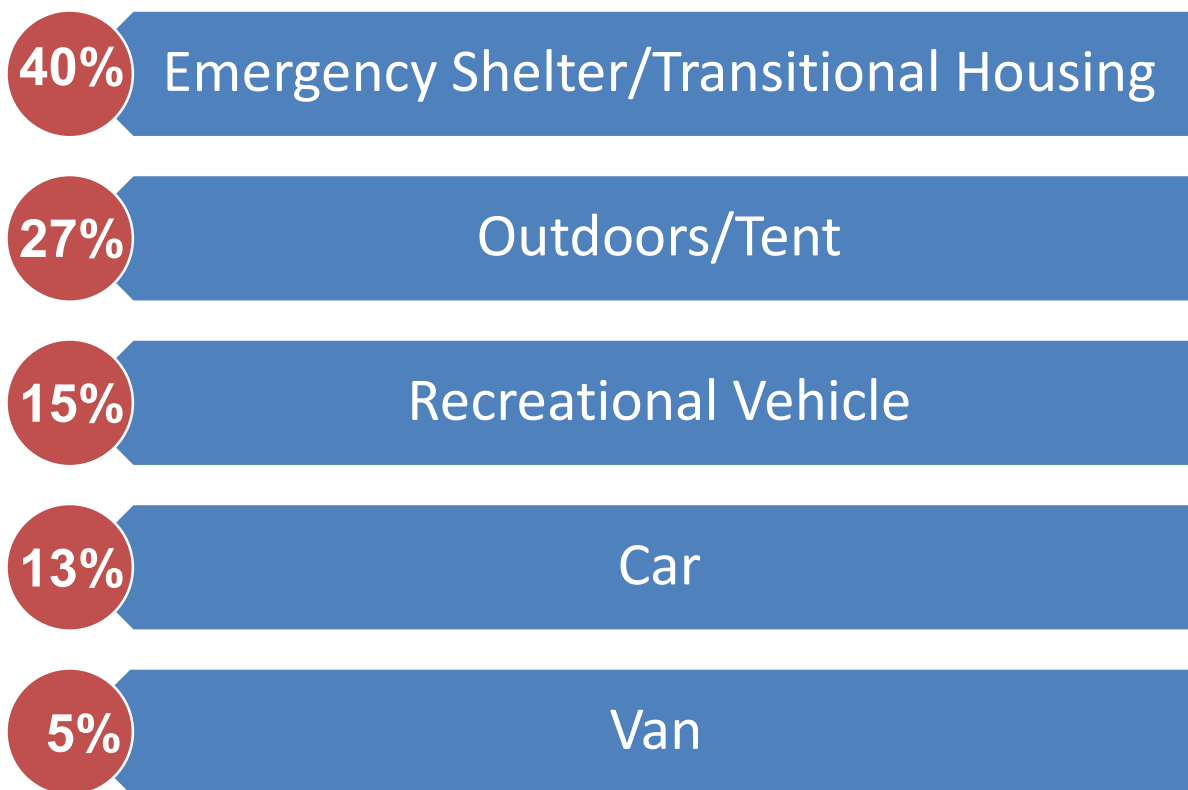 40% Emergency Shelter/Transitional Housing
27% Outdoors/Tent
15% Recreational Vehicle
13% Car
5% Van